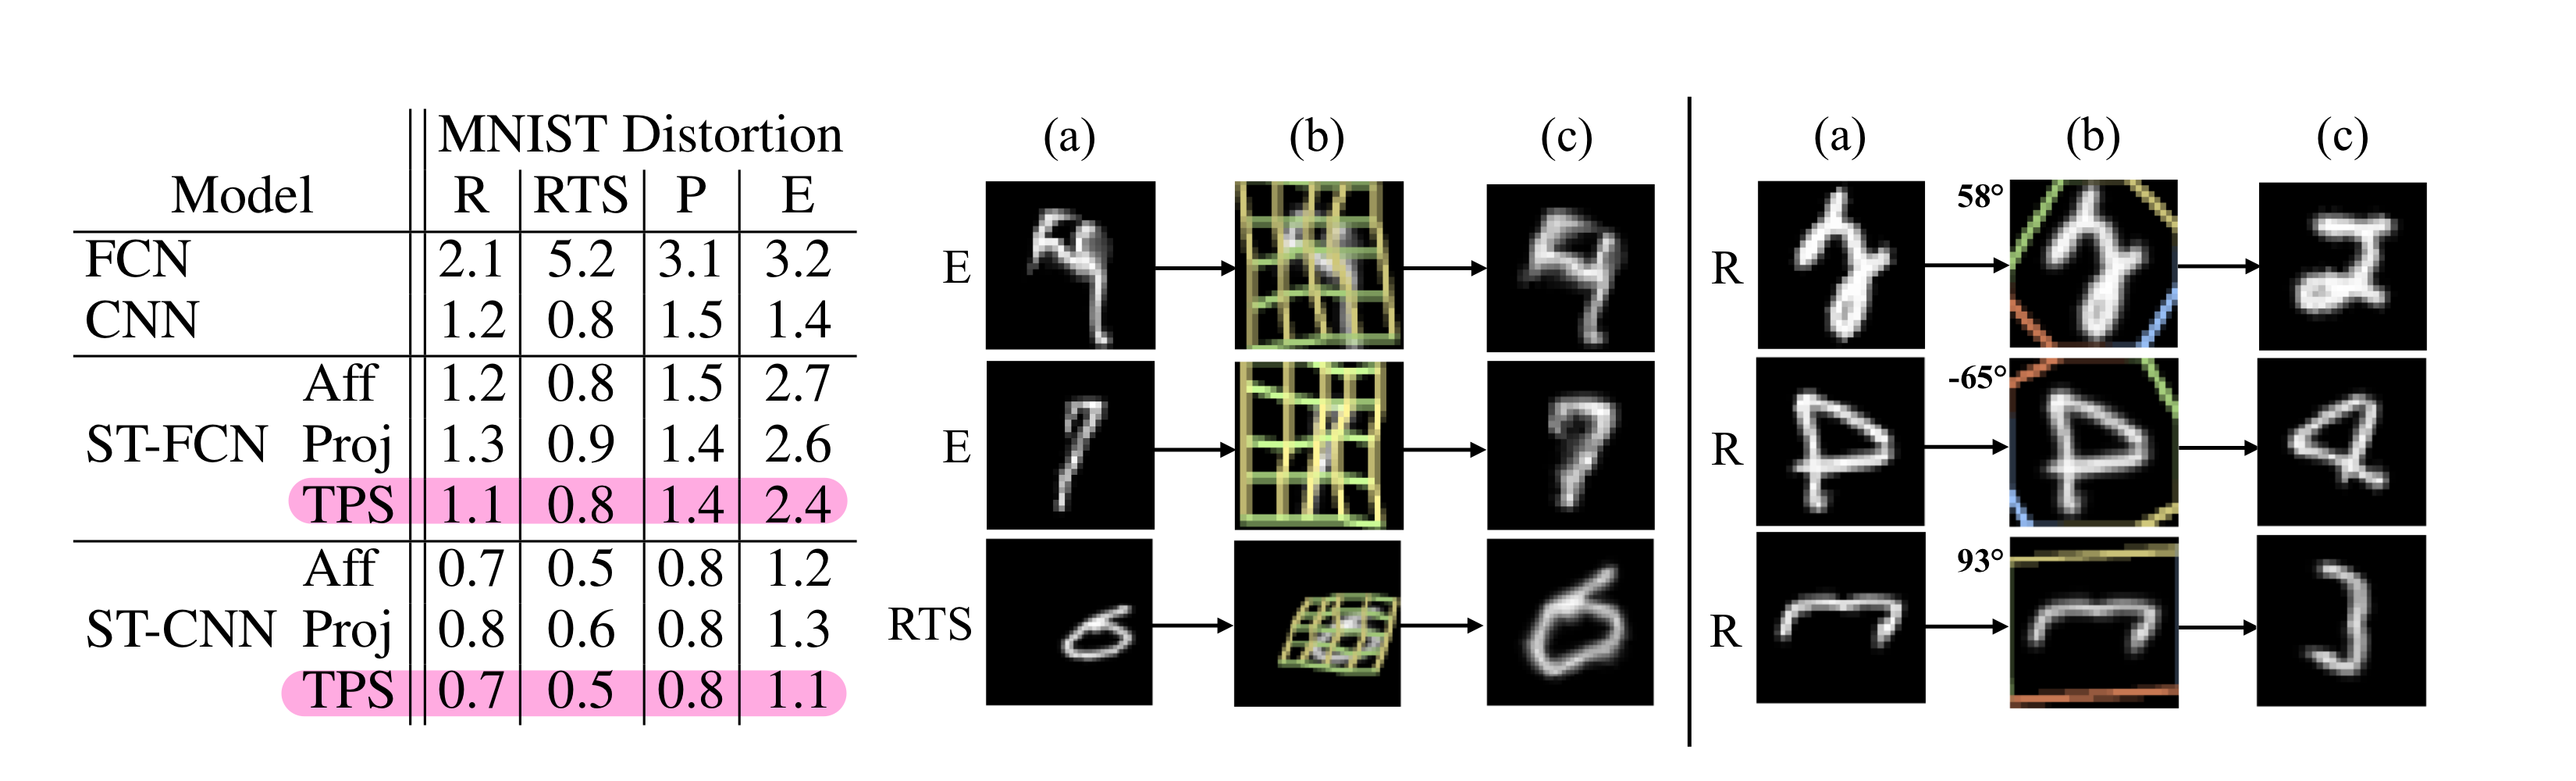 MNIST Distortion
Model R RTS P E
FCN 2.1 5.2 3.1 3.2
CNN 1.2 0.8 1.5 1.4
Aff 1.2 0.8 1.5 2.7
ST-FCN Proj 1.3 0.9 1.4 2.6
TPS 1.1 0.8 1.4 2.4
Aff 0.7 0.5 0.8 1.2
ST-CNN Proj 0.8 0.6 0.8 1.3
TPS 0.7 0.5 0.8 1.1
(a) (b) (c)
E
E
RTS
(a) (b) (c)
58°
R
-65°
R
93°
R